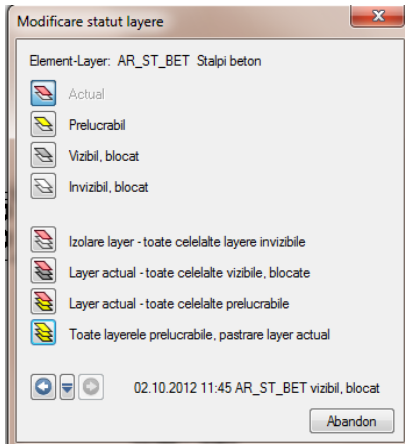 Modificare statut layere
Element-Layer: AR_ST_BET Stalpi beton
Actual
Prelucrabil
Vizibil, blocat
Invizibil, blocat
Izolare layer - toate celelalte layere invizibile
Layer actual - toate celelalte vizibile, blocate
Layer actual - toate celelalte prelucrabile
Toate layerele prelucrabile, pastrare layer actual
02.10.2012 11:45 AR_ST_BET vizibil, blocat
Abandon